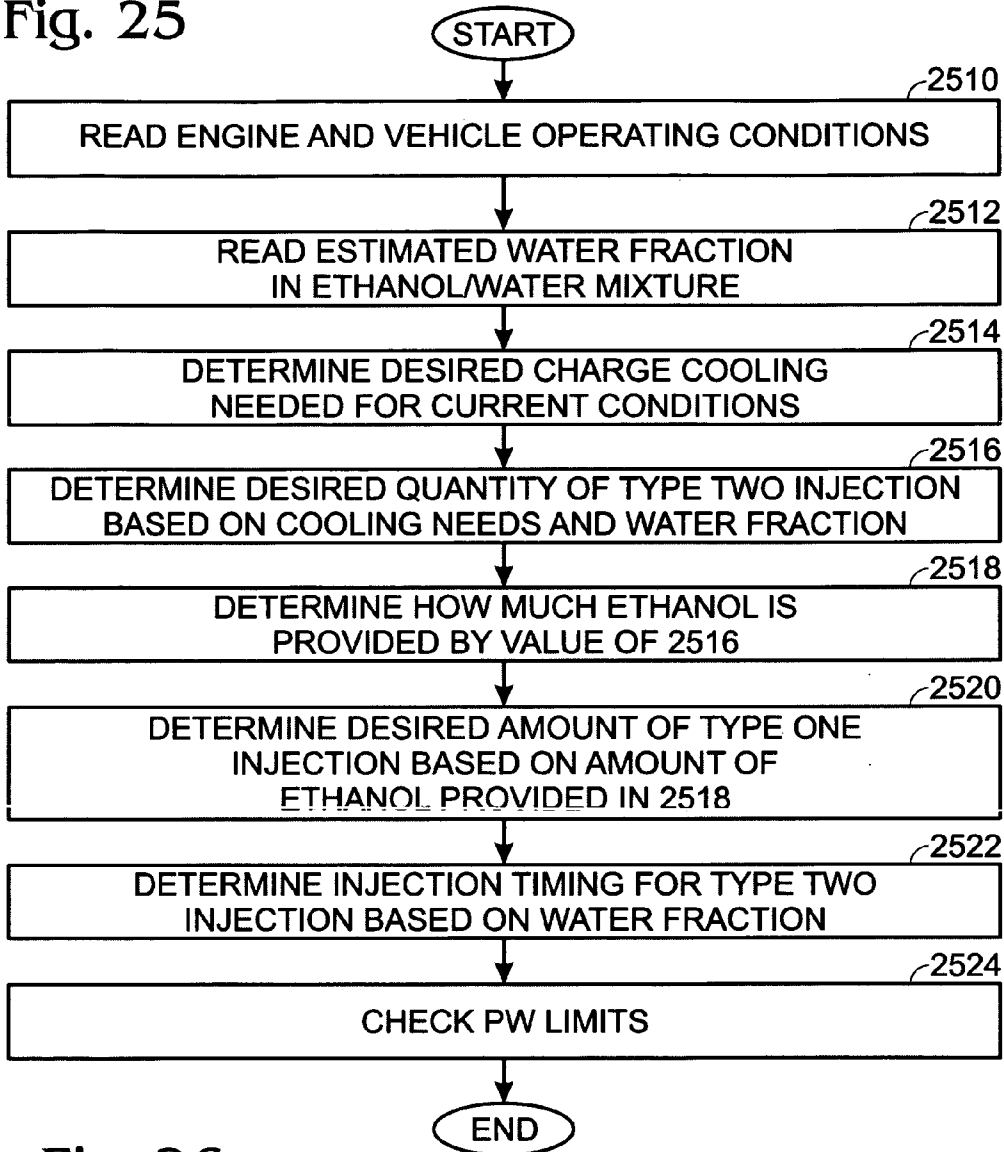 Fig. 25
START
2510
READ ENGINE AND VEHICLE OPERATING CONDITIONS
2512
READ ESTIMATED WATER FRACTION
IN ETHANOL/WATER MIXTURE
2514
DETERMINE DESIRED CHARGE COOLING
NEEDED FOR CURRENT CONDITIONS
2516
DETERMINE DESIRED QUANTITY OF TYPE TWO INJECTION
BASED ON COOLING NEEDS AND WATER FRACTION
2518
DETERMINE HOW MUCH ETHANOL IS
PROVIDED BY VALUE OF 2516
2520
DETERMINE DESIRED AMOUNT OF TYPE ONE
INJECTION BASED ON AMOUNT OF
ETHANOL PROVIDED IN 2518
2522
DETERMINE INJECTION TIMING FOR TYPE TWO
INJECTION BASED ON WATER FRACTION
2524
CHECK PW LIMITS
END